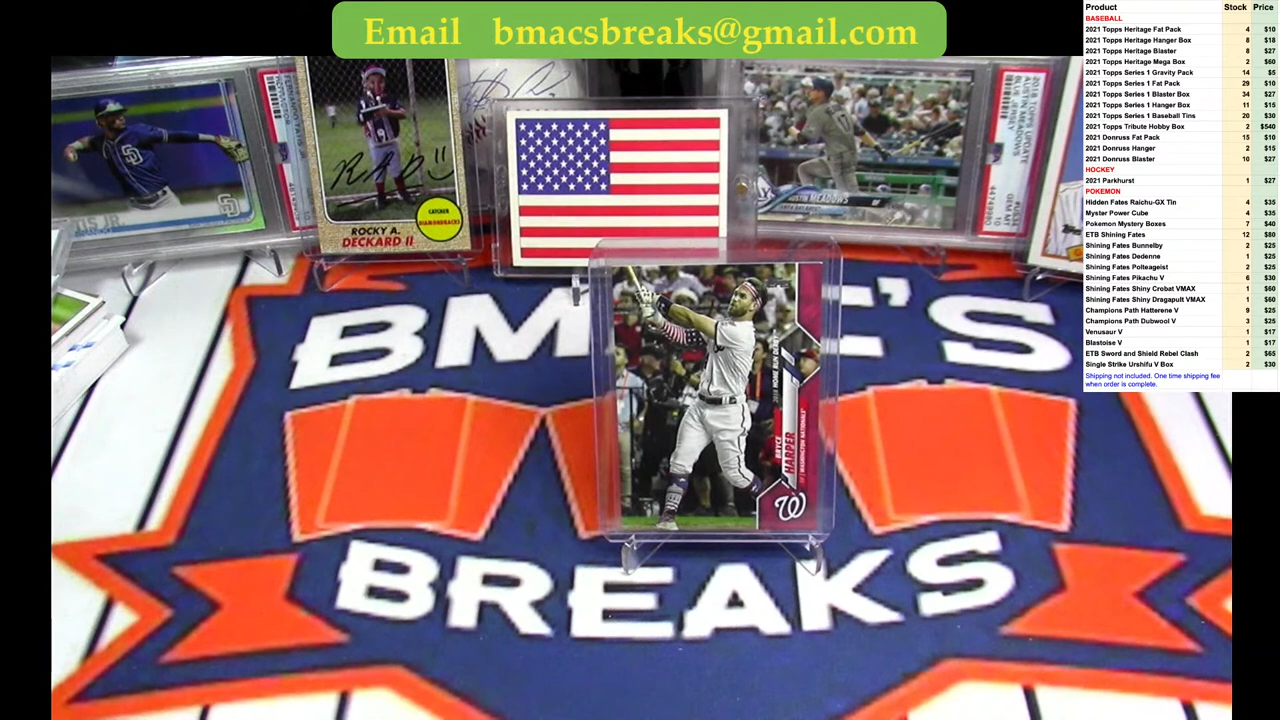 Email bmacsbreaks@gmail.com
Product Stock Price
BASEBALL
2021 Topps Heritage Fat Pack 4 $10
2021 Topps Heritage Hanger Box 8 $18
2021 Topps Heritage Blaster 8 $27
2021 Topps Heritage Mega Box 2 $60
2021 Topps Series 1 Gravity Pack 14 $5
2021 Topps Series 1 Fat Pack 29 $10
2021 Topps Series 1 Blaster Box 34 $27
2021 Topps Series 1 Hanger Box 11 $15
2021 Topps Series 1 Baseball Tins 20 $30
2021 Topps Tribute Hobby Box 2 $540
2021 Donruss Fat Pack 15 $10
2021 Donruss Hanger 2 $15
2021 Donruss Blaster 10 $27
HOCKEY
2021 Parkhurst 1 $27
POKEMON
Hidden Fates Raichu-GX Tin 4 $35
Myster Power Cube 4 $35
Pokemon Mystery Boxes 7 $40
ETB Shining Fates 12 $80
Shining Fates Bunnelby 2 $25
Shining Fates Dedenne 1 $25
Shining Fates Polteageist 2 $25
Shining Fates Pikachu V 6 $30
Shining Fates Shiny Crobat VMAX 1 $60
Shining Fates Shiny Dragapult VMAX 1 $60
Champions Path Hatterene V 9 $25
Champions Path Dubwool V 3 $25
Venusaur V 1 $17
Blastoise V 1 $17
ETB Sword and Shield Rebel Clash 2 $65
Single Strike Urshifu V Box 2 $30
Shipping not included. One time shipping fee
when order is complete.
CATCHER
DIAMONDBACKS
ROCKY A.
DECKARD II
AUSTIN MEADOWS
2018 HOME RUN DERBY
BRYCE
HARPER
WASHINGTON NATIONALS
W
BM 'S
BREAKS